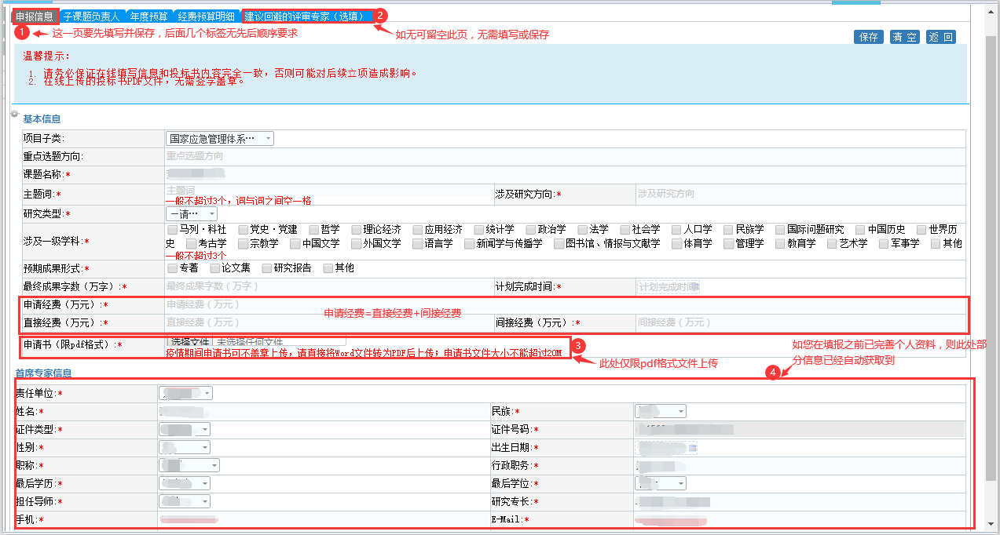 申报信息 子课题负责人 年度预算 经费预算明细 建议回避的评审专家（选填） 2
1 这一页要先填写并保存，后面几个标签无先后顺序要求
如无可留空此页，无需填写或保存
保存 清 空 返 回
温馨提示：
1. 请务必保证在线填写信息和投标书内容完全一致，否则可能对后续立项造成影响。
2. 在线上传的投标书PDF文件，无需签字盖章。
基本信息
项目子类: 国家应急管理体系…
重点选题方向: 重点选题方向
课题名称:*
主题词:* 主题词
一般不超过3个，词与词之间空一格
涉及研究方向:* 涉及研究方向
研究类型:* —请…
涉及一级学科:* 马列·科社 党史·党建 哲学 理论经济 应用经济 统计学 政治学 法学 社会学 人口学 民族学 国际问题研究 中国历史 世界历
史 考古学 宗教学 中国文学 外国文学 语言学 新闻学与传播学 图书馆、情报与文献学 体育学 管理学 教育学 艺术学 军事学 其他
一般不超过3个
预期成果形式:* 专著 论文集 研究报告 其他
最终成果字数（万字）:* 最终成果字数（万字） 计划完成时间:* 计划完成时间
申请经费（万元）:* 申请经费（万元）
申请经费=直接经费+间接经费
直接经费（万元）:* 直接经费（万元） 间接经费（万元）:* 间接经费（万元）
申请书（限pdf格式）:* 选择文件 未选择任何文件
疫情期间申请书可不盖章上传，请直接将Word文件转为PDF后上传；申请书文件大小不能超过20M
3 此处仅限pdf格式文件上传
如您在填报之前已完善个人资料，则此处部
分信息已经自动获取到
4
首席专家信息
责任单位:*
姓名:* 民族:*
证件类型:* 证件号码:*
性别:* 出生日期:*
职称:* 行政职务:*
最后学历:* 最后学位:*
担任导师:* 研究专长:*
手机:* E-Mail:*